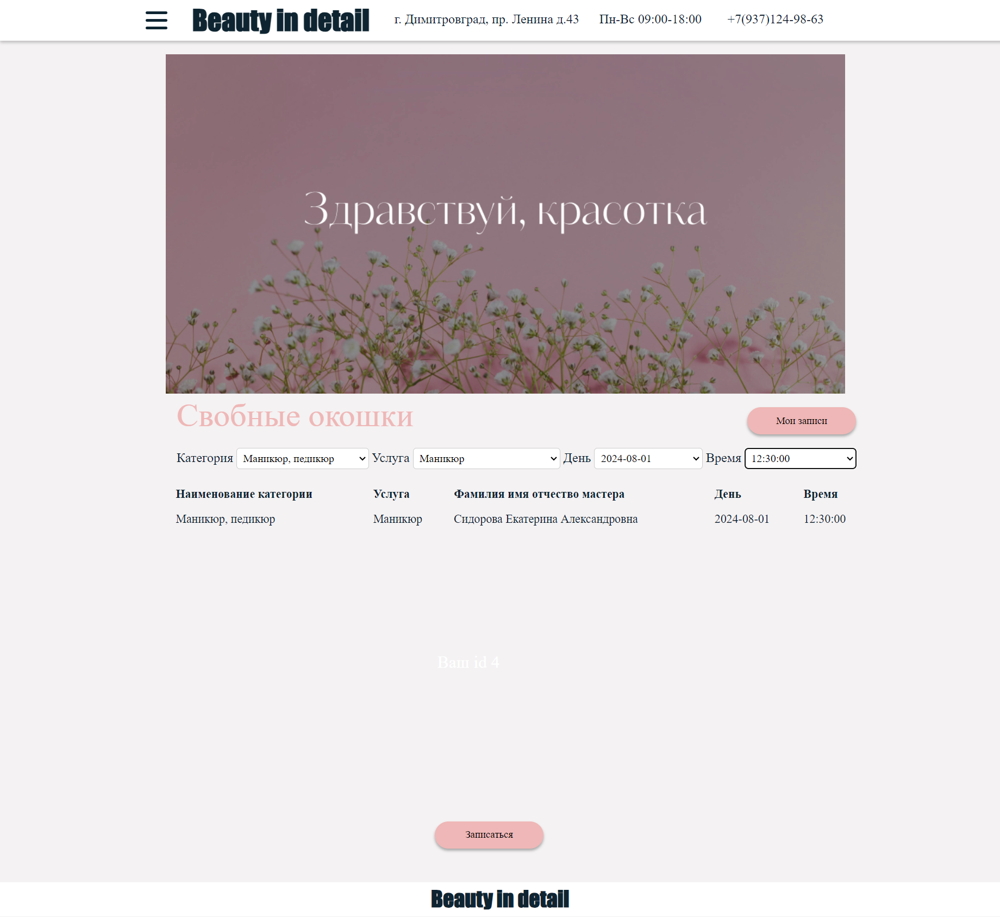 Beauty in detail г. Димитровград, пр. Ленина д.43 Пн-Вс 09:00-18:00 +7(937)124-98-63
Здравствуй, красотка
Свобные окошки
Мои записи
Категория Маникюр, педикюр Услуга Маникюр День 2024-08-01 Время 12:30:00
Наименование категории Услуга Фамилия имя отчество мастера День Время
Маникюр, педикюр Маникюр Сидорова Екатерина Александровна 2024-08-01 12:30:00
Ваш id 4
Записаться
Beauty in detail